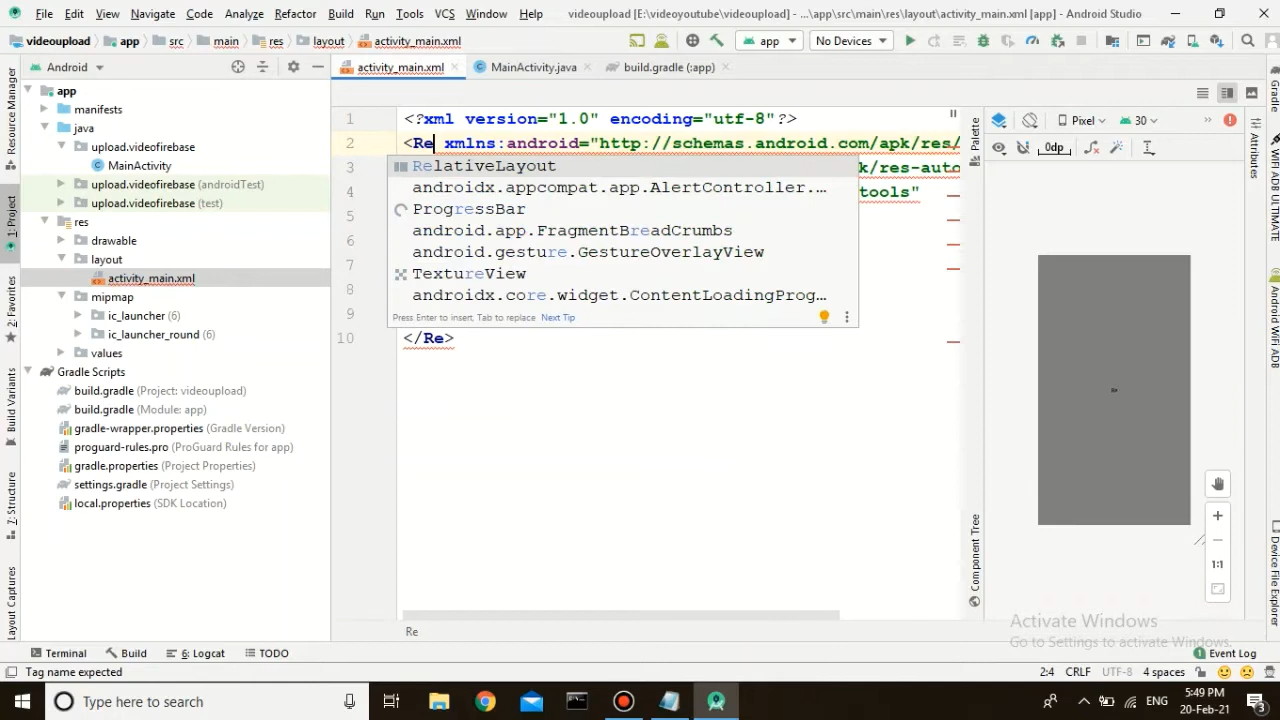 File Edit View Navigate Code Analyze Refactor Build Run Tools VCS Window Help videoupload [E:\videoyoutube\videoupload] - ...\app\src\main\res\layout\activity_main.xml [app] - Android Studio
videoupload app src main res layout activity_main.xml app No Devices
Android activity_main.xml MainActivity.java build.gradle (:app)
Resource Manager
1: Project
2: Favorites
Build Variants
7: Structure
Layout Captures
app
manifests
java
upload.videofirebase
MainActivity
upload.videofirebase (androidTest)
upload.videofirebase (test)
res
drawable
layout
activity_main.xml
mipmap
ic_launcher (6)
ic_launcher_round (6)
values
Gradle Scripts
build.gradle (Project: videoupload)
build.gradle (Module: app)
gradle-wrapper.properties (Gradle Version)
proguard-rules.pro (ProGuard Rules for app)
gradle.properties (Project Properties)
settings.gradle (Project Settings)
local.properties (SDK Location)
1 <?xml version="1.0" encoding="utf-8"?>
2 <Re xmlns:android="http://schemas.android.com/apk/res/
3 k/res-auto
4 tools"
5
6
7
8
9
10 </Re>
RelativeLayout
androidx.appcompat.app.AlertController.…
ProgressBar
android.app.FragmentBreadCrumbs
android.gesture.GestureOverlayView
TextureView
androidx.core.widget.ContentLoadingProg…
Press Enter to insert, Tab to replace Next Tip
Re
Palette
Component Tree
Pixel 30
0dp
1:1
Attributes
Gradle
ADB ULTIMATE
Android WiFi ADB
Device File Explorer
Activate Windows
Go to Settings to activate Windows.
Terminal Build 6: Logcat TODO Event Log
Tag name expected 2:4 CRLF UTF-8 4 spaces
Type here to search ENG 5:49 PM
20-Feb-21
3